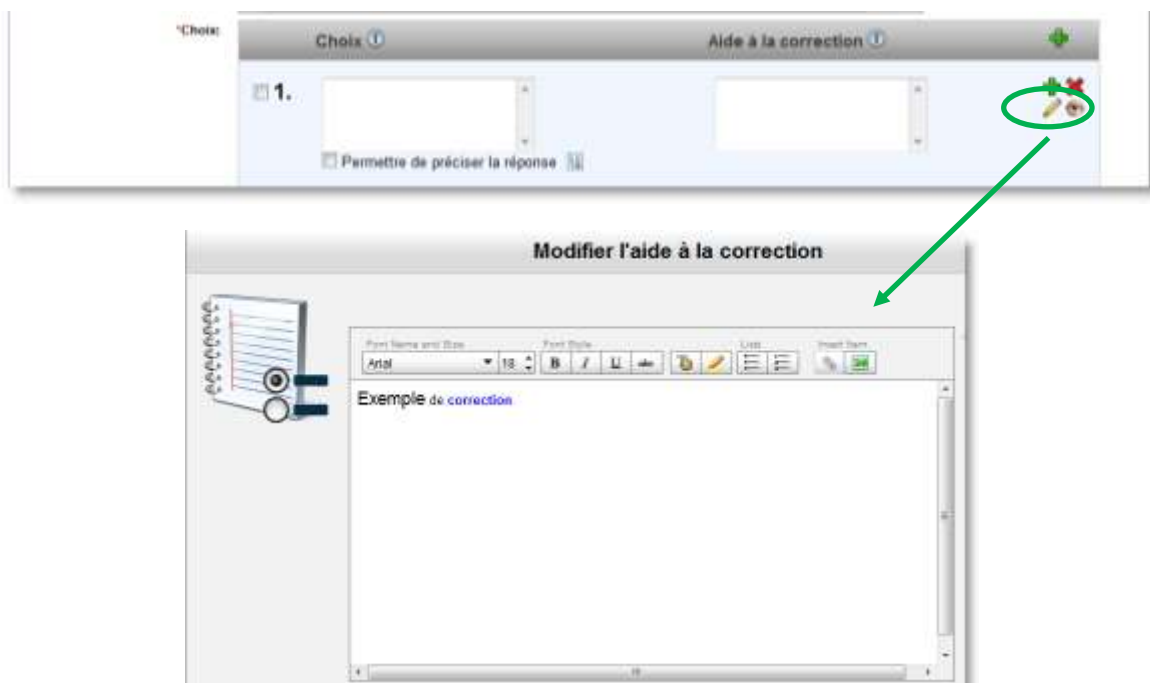 *Choix:
Choix
Aide à la correction
1.
Permettre de préciser la réponse
Modifier l'aide à la correction
Font Name and Size Font Style Lists Insert Item
Arial 18 B I U abc
Exemple de correction